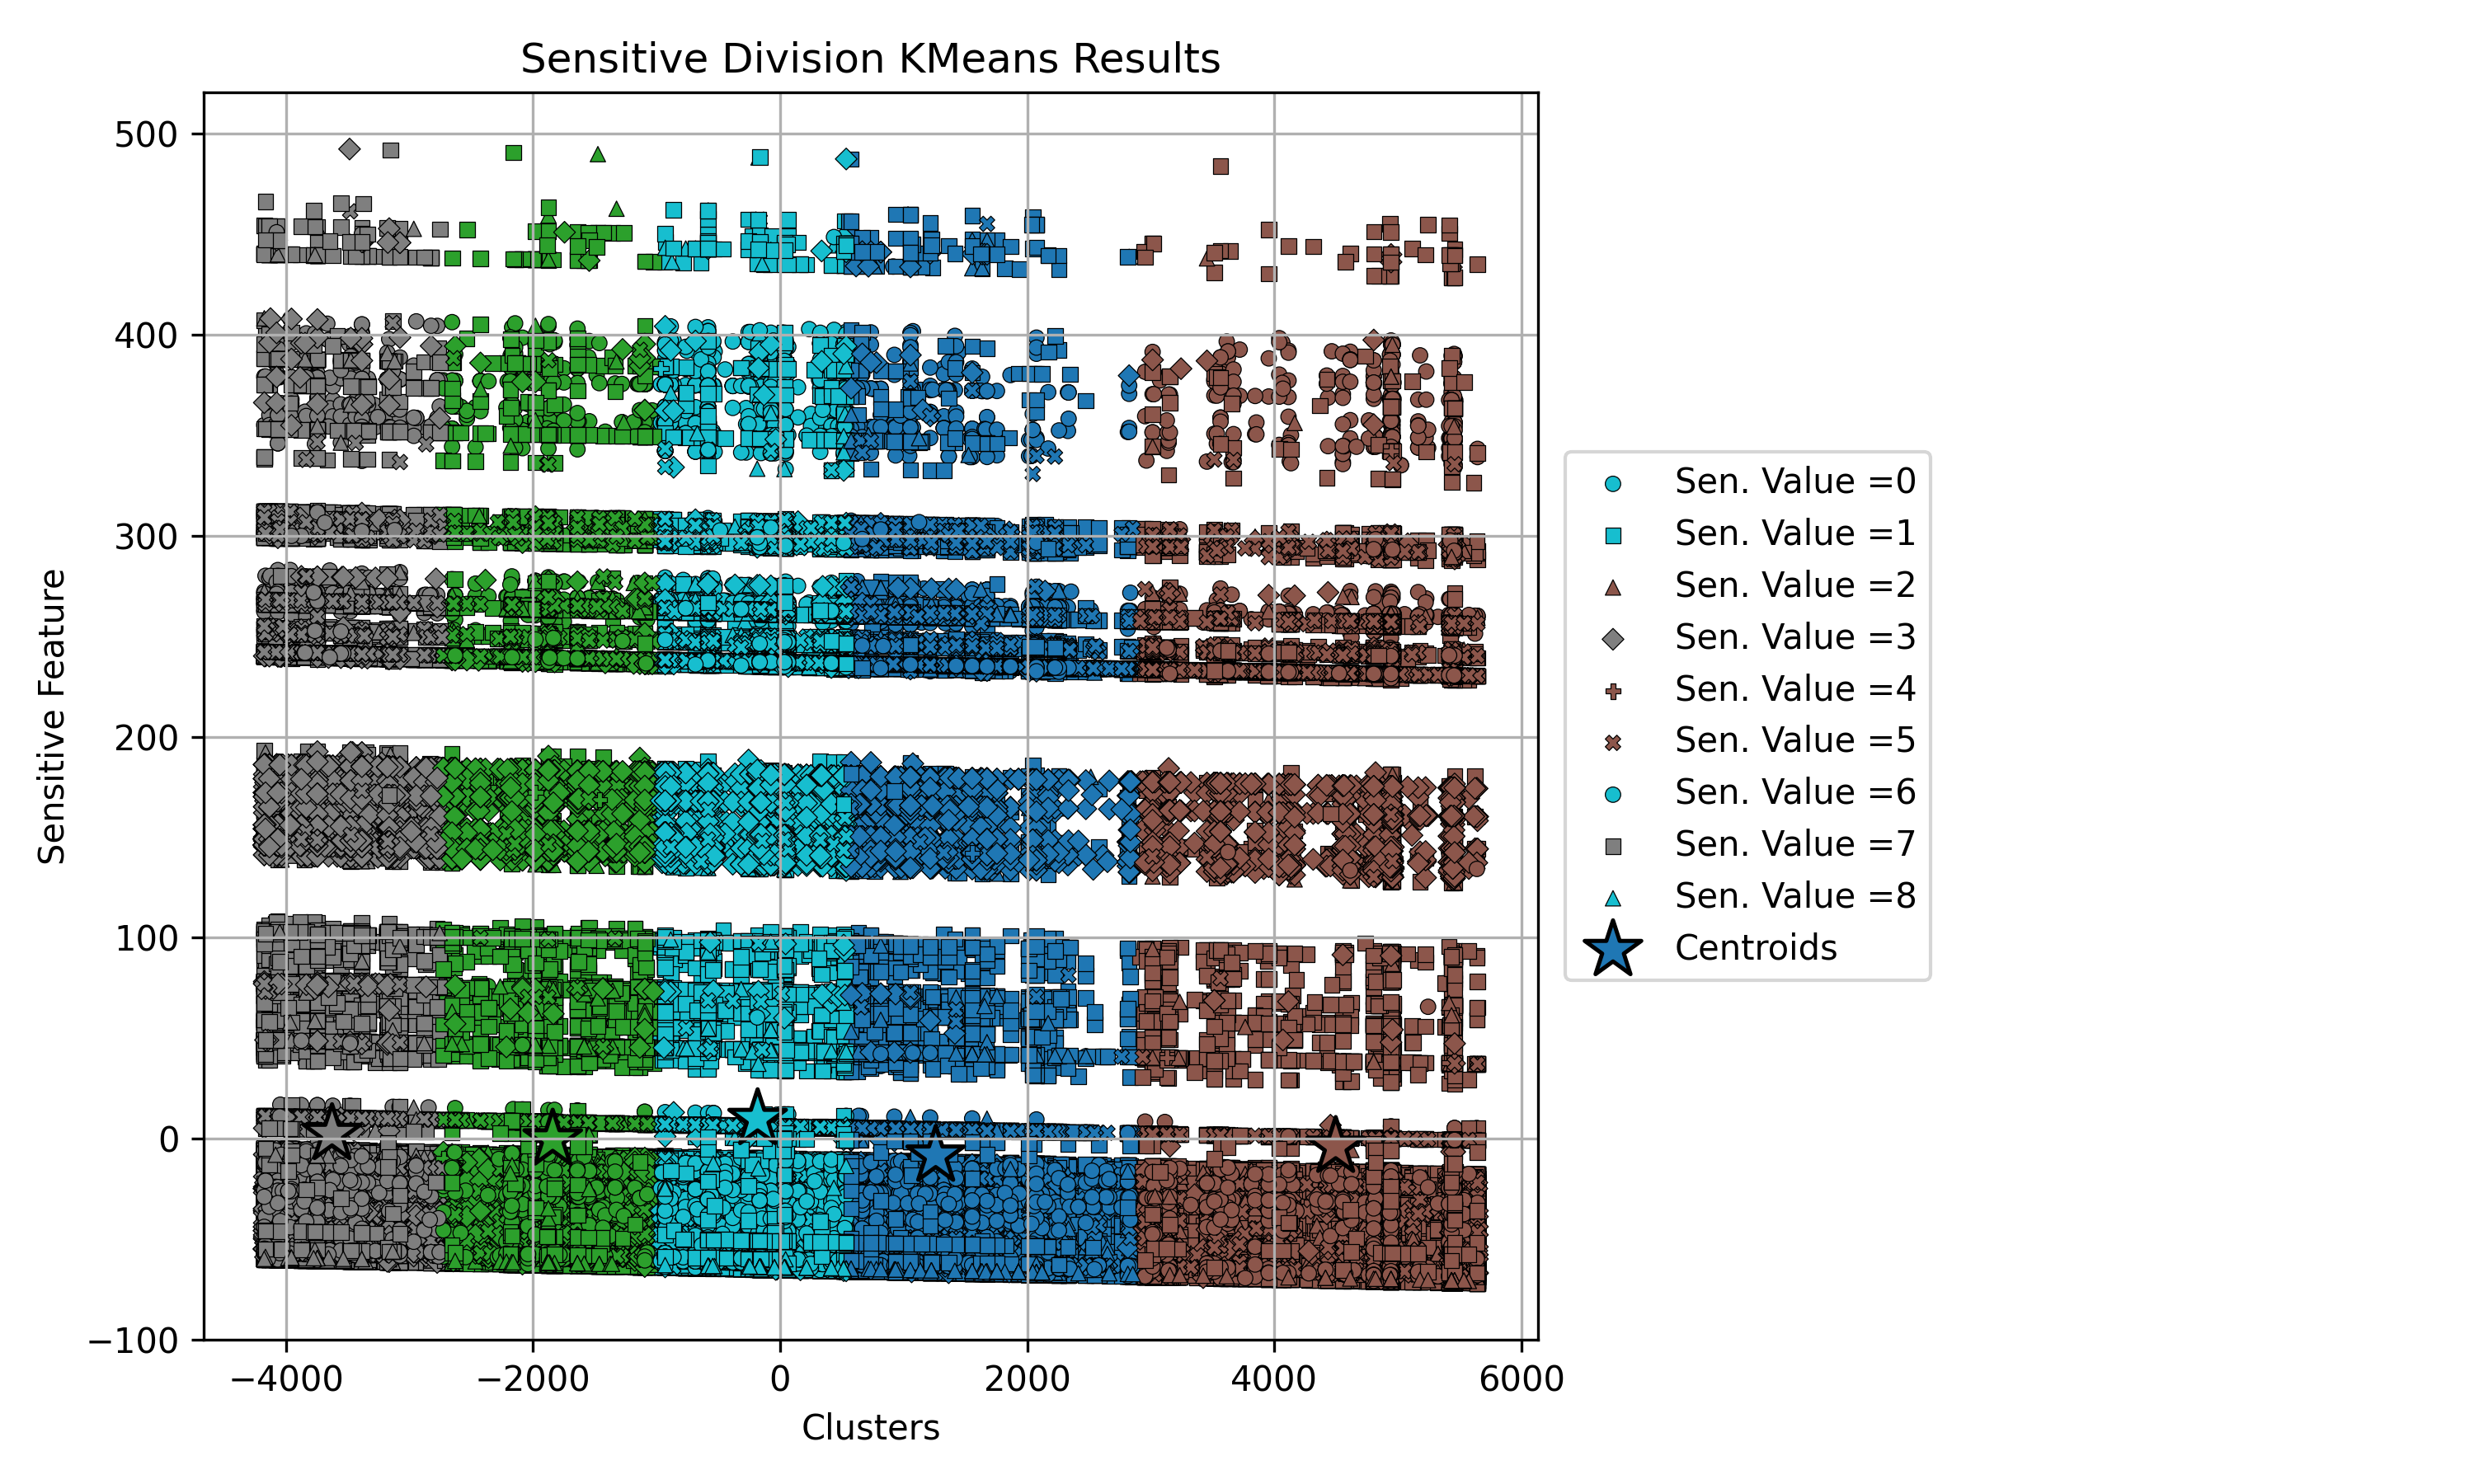 Sensitive Division KMeans Results
500
400
300
200
100
0
−100
Sensitive Feature
−4000 −2000 0 2000 4000 6000
Clusters
Sen. Value =0
Sen. Value =1
Sen. Value =2
Sen. Value =3
Sen. Value =4
Sen. Value =5
Sen. Value =6
Sen. Value =7
Sen. Value =8
Centroids